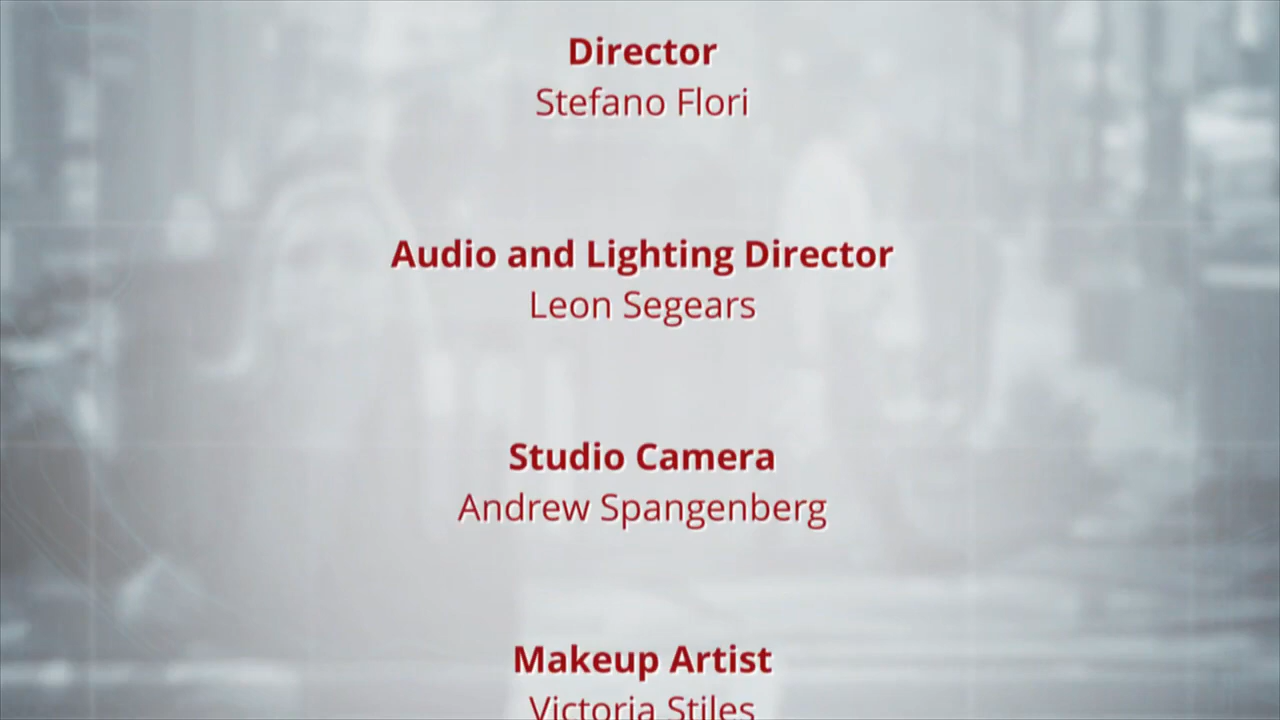 Director
Stefano Flori
Audio and Lighting Director
Leon Segears
Studio Camera
Andrew Spangenberg
Makeup Artist
Victoria Stiles